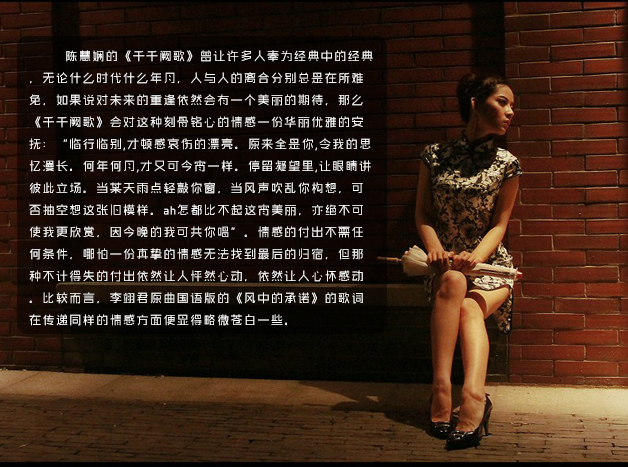 陈慧娴的《千千阙歌》曾让许多人奉为经典中的经典
，无论什么时代什么年月，人与人的离合分别总是在所难
免，如果说对未来的重逢依然会有一个美丽的期待，那么
《千千阙歌》会对这种刻骨铭心的情感一份华丽优雅的安
抚：“临行临别,才顿感哀伤的漂亮。原来全是你,令我的思
忆漫长。何年何月,才又可今宵一样。停留凝望里,让眼睛讲
彼此立场。当某天雨点轻敲你窗，当风声吹乱你构想，可
否抽空想这张旧模样。ah怎都比不起这宵美丽，亦绝不可
使我更欣赏，因今晚的我可共你唱”。情感的付出不需任
何条件，哪怕一份真挚的情感无法找到最后的归宿，但那
种不计得失的付出依然让人怦然心动，依然让人心怀感动
。比较而言，李翊君原曲国语版的《风中的承诺》的歌词
在传递同样的情感方面便显得略微苍白一些。